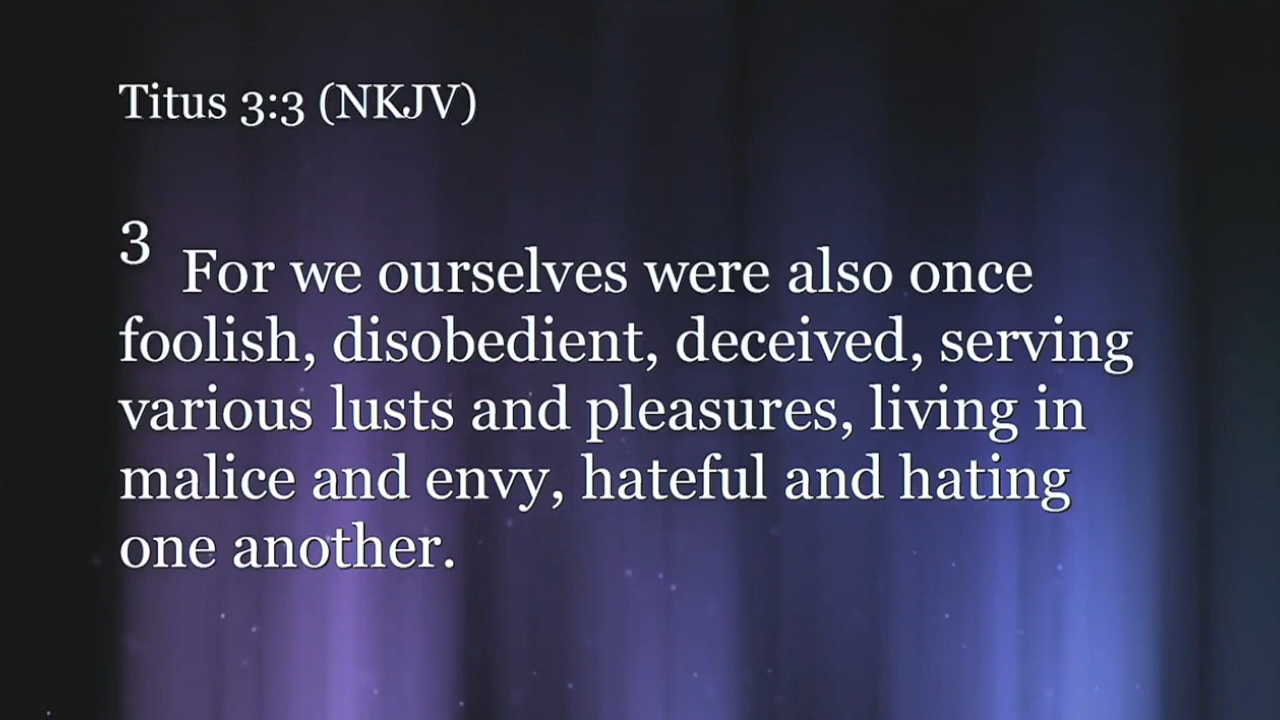 Titus 3:3 (NKJV)
3 For we ourselves were also once
foolish, disobedient, deceived, serving
various lusts and pleasures, living in
malice and envy, hateful and hating
one another.